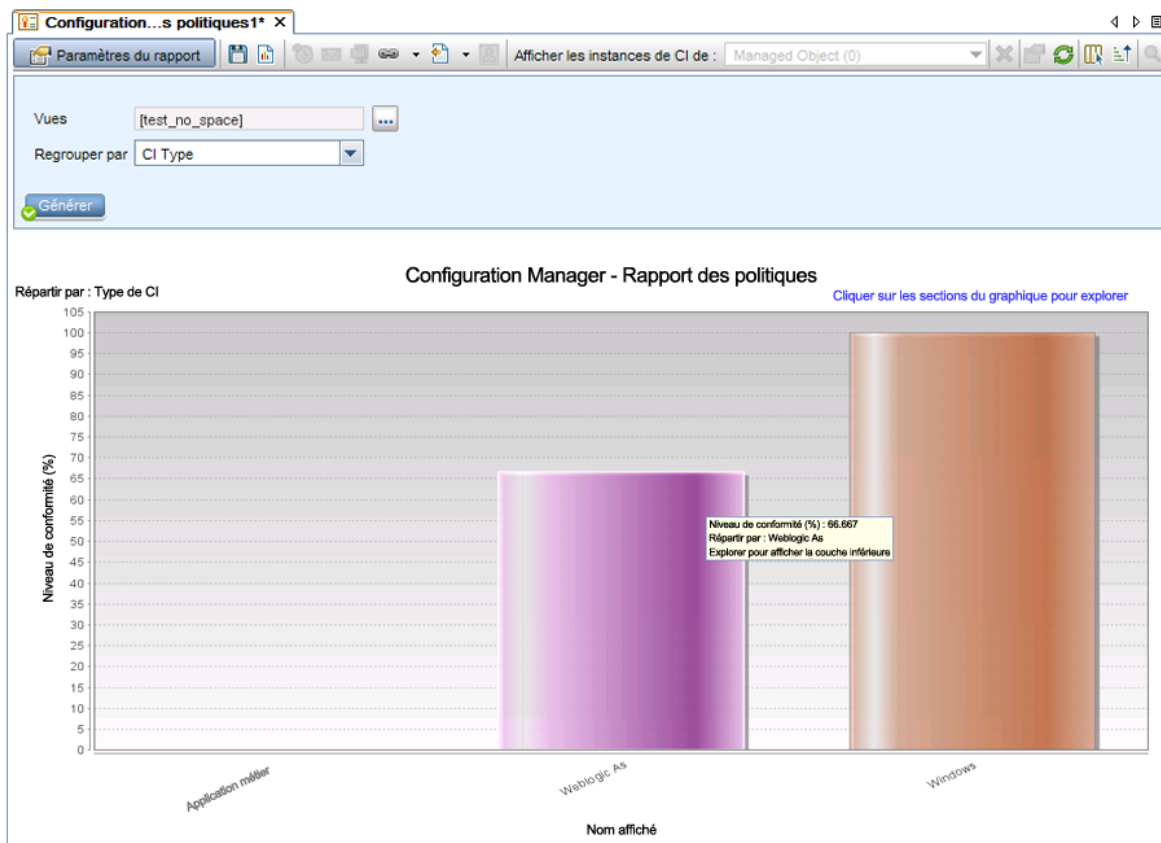 Configuration...s politiques1*
Paramètres du rapport
Afficher les instances de CI de : Managed Object (0)
Vues [test_no_space] ...
Regrouper par CI Type
Générer
Configuration Manager - Rapport des politiques
Répartir par : Type de CI
Cliquer sur les sections du graphique pour explorer
105
100
95
90
85
80
75
70
65
60
55
50
45
40
35
30
25
20
15
10
5
0
Niveau de conformité (%)
Niveau de conformité (%) : 66.667
Répartir par : Weblogic As
Explorer pour afficher la couche inférieure
Application métier
Weblogic As
Windows
Nom affiché